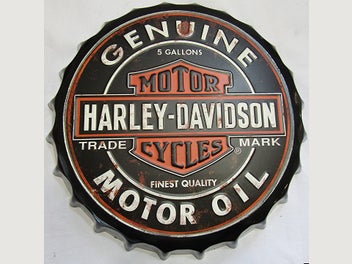 GENUINE
5 GALLONS
MOTOR
HARLEY-DAVIDSON
TRADE MARK
CYCLES®
FINEST QUALITY
MOTOR OIL